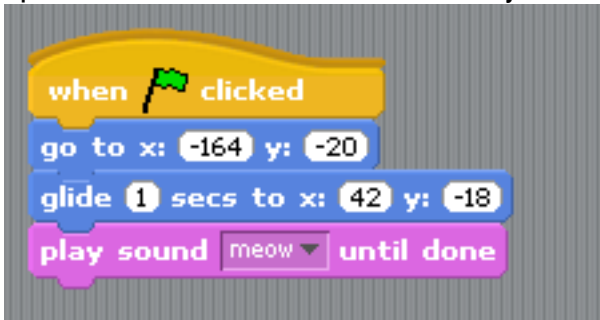 when clicked
go to x: -164 y: -20
glide 1 secs to x: 42 y: -18
play sound meow until done